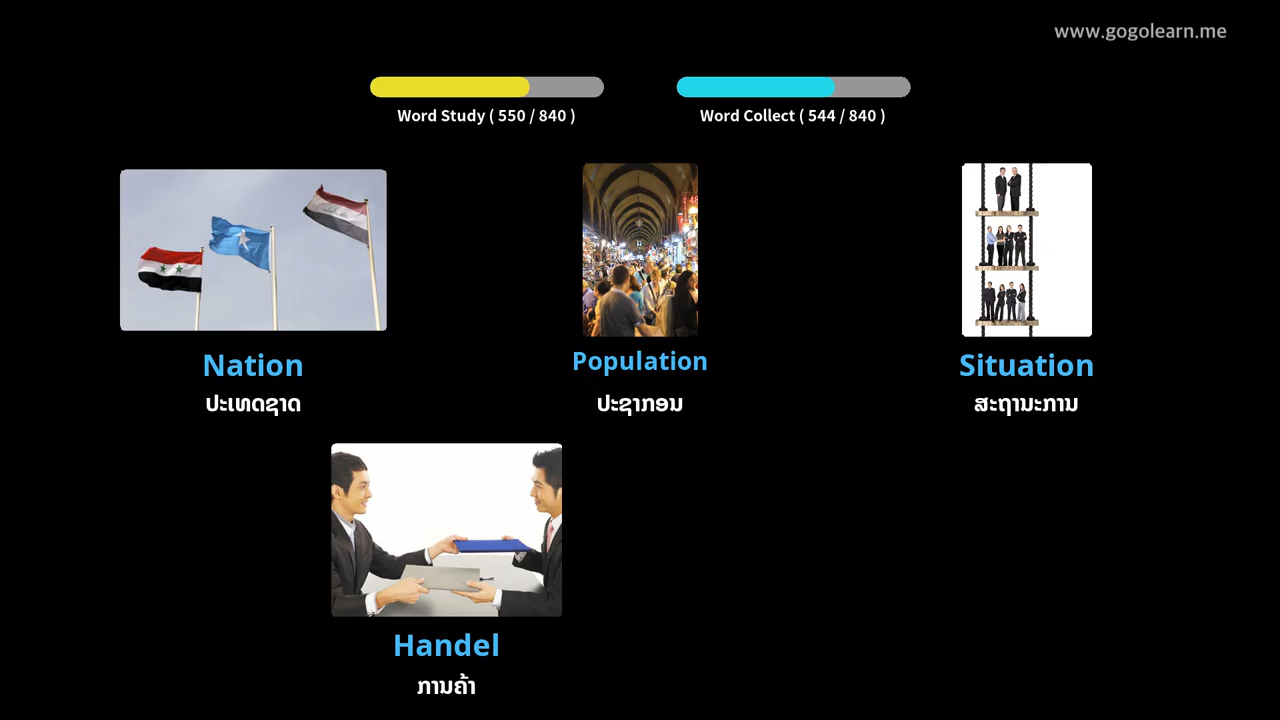 www.gogolearn.me
Word Study ( 550 / 840 )
Word Collect ( 544 / 840 )
Nation
ປະເທດຊາດ
Population
ປະຊາກອນ
Situation
ສະຖານະການ
Handel
ການຄ້າ